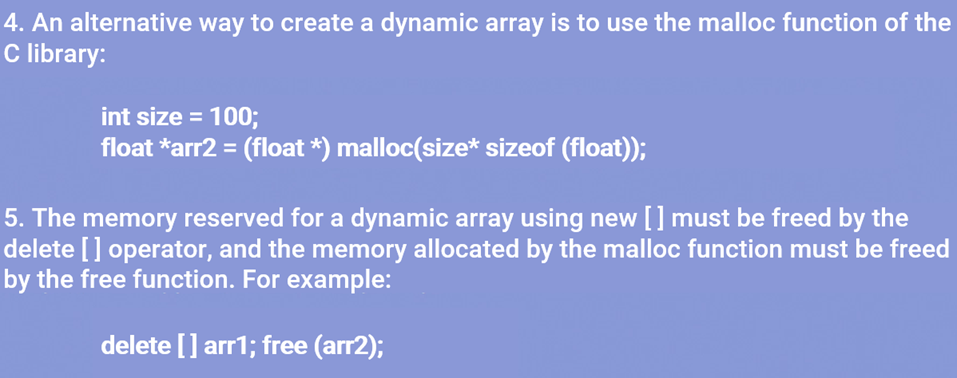 4. An alternative way to create a dynamic array is to use the malloc function of the
C library:
int size = 100;
float *arr2 = (float *) malloc(size* sizeof (float));
5. The memory reserved for a dynamic array using new [ ] must be freed by the
delete [ ] operator, and the memory allocated by the malloc function must be freed
by the free function. For example:
delete [ ] arr1; free (arr2);